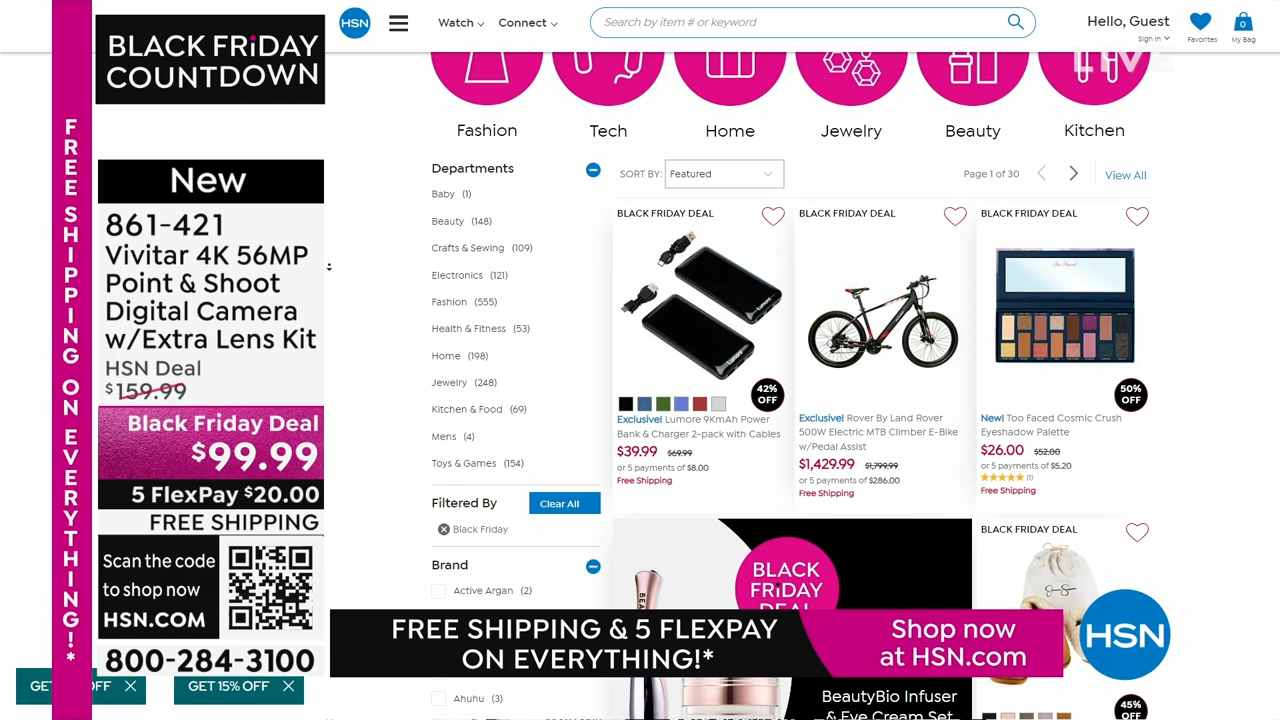 FREE SHIPPING ON EVERYTHING!*
BLACK FRiDAY
COUNTDOWN
New
861-421
Vivitar 4K 56MP
Point & Shoot
Digital Camera
w/Extra Lens Kit
HSN Deal
$159.99
Black Friday Deal
$99.99
5 FlexPay $20.00
FREE SHIPPING
Scan the code
to shop now
HSN.COM
800-284-3100
GET
OFF
GET 15% OFF
HSN
Watch
Connect
Search by item # or keyword
Hello, Guest
Sign in
Favorites
0
My Bag
LIVE
Fashion
Tech
Home
Jewelry
Beauty
Kitchen
Departments
Baby (1)
Beauty (148)
Crafts & Sewing (109)
Electronics (121)
Fashion (555)
Health & Fitness (53)
Home (198)
Jewelry (248)
Kitchen & Food (69)
Mens (4)
Toys & Games (154)
Filtered By
Clear All
Black Friday
Brand
Active Argan (2)
Ahuhu (3)
SORT BY: Featured
Page 1 of 30
View All
BLACK FRIDAY DEAL
Lumore
Lumore
42%
OFF
Exclusive! Lumore 9KmAh Power
Bank & Charger 2-pack with Cables
$39.99 $69.99
or 5 payments of $8.00
Free Shipping
BLACK FRIDAY DEAL
Exclusive! Rover By Land Rover
500W Electric MTB Climber E-Bike
w/Pedal Assist
$1,429.99 $1,799.99
or 5 payments of $286.00
Free Shipping
BLACK FRIDAY DEAL
50%
OFF
New! Too Faced Cosmic Crush
Eyeshadow Palette
$26.00 $52.00
or 5 payments of $5.20
(1)
Free Shipping
BLACK
FRiDAY
DEAL
BeautyBio Infuser
& Eye Cream Set
BLACK FRIDAY DEAL
45%
OFF
FREE SHIPPING & 5 FLEXPAY
ON EVERYTHING!*
Shop now
at HSN.com
HSN